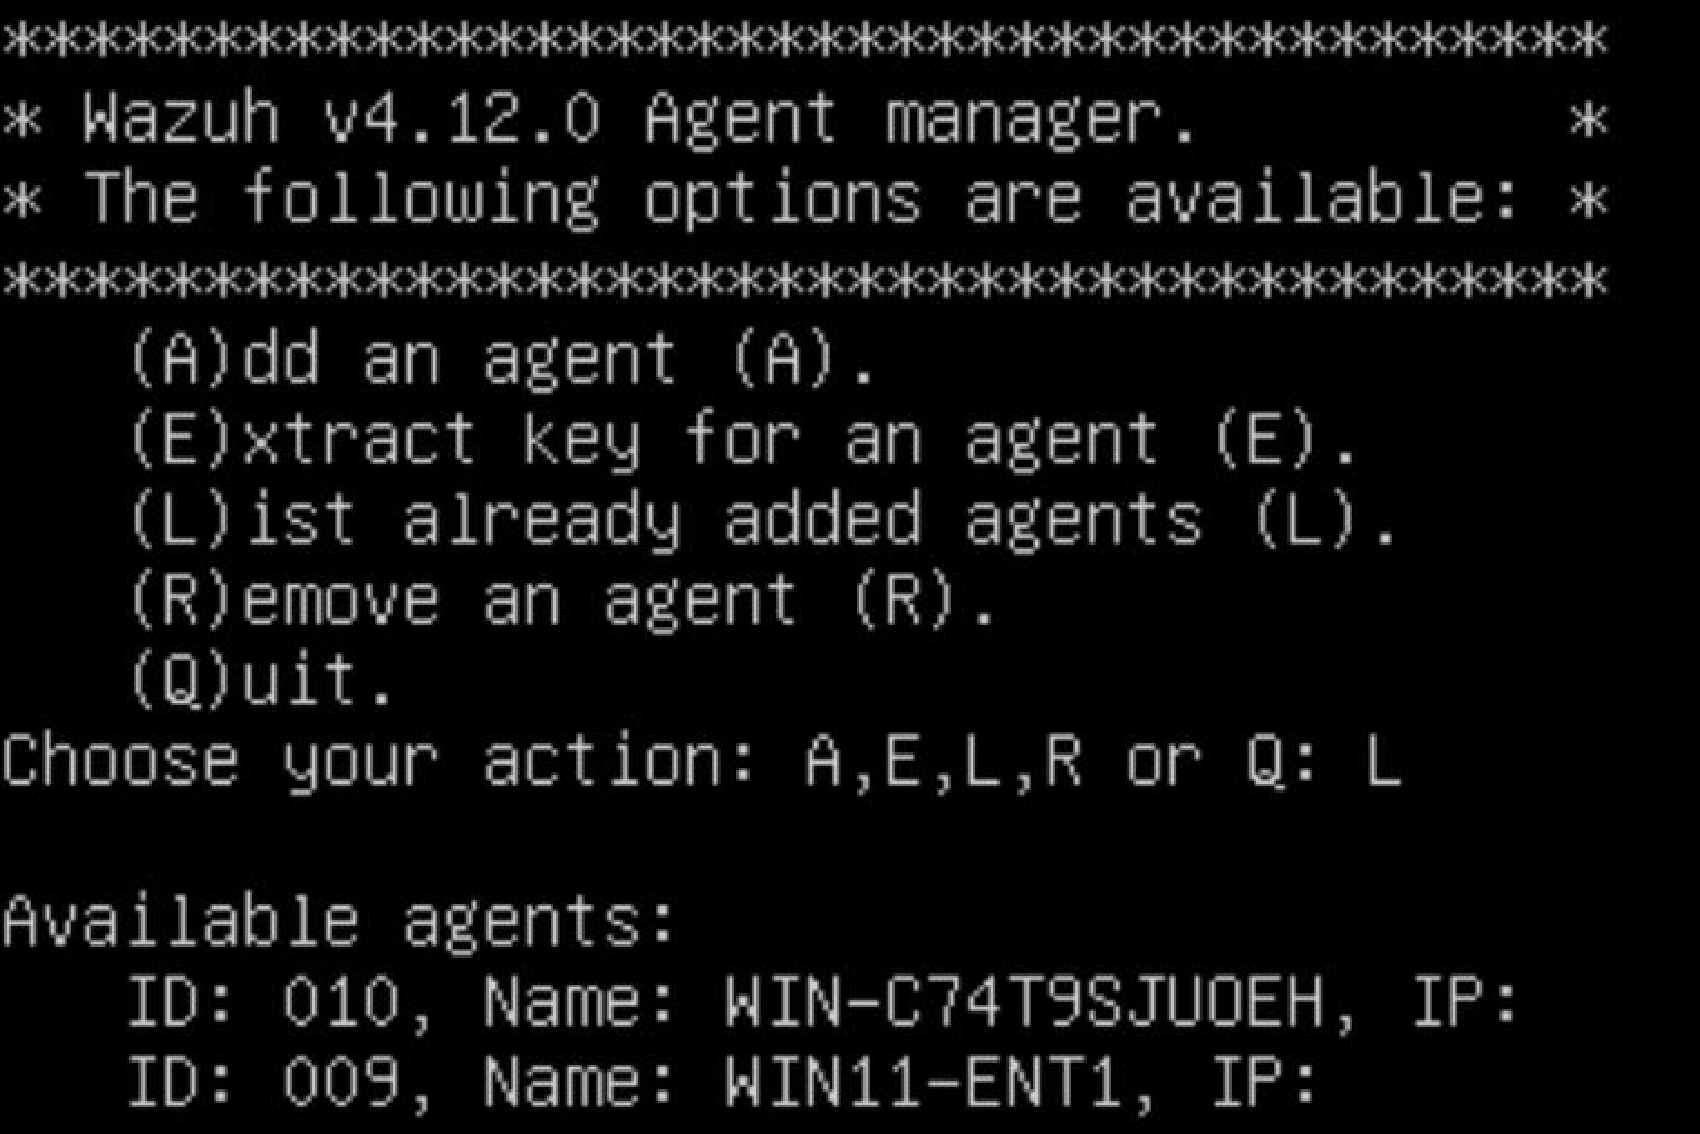 ****************************************
* Wazuh v4.12.0 Agent manager.         *
* The following options are available: *
****************************************
(A)dd an agent (A).
(E)xtract key for an agent (E).
(L)ist already added agents (L).
(R)emove an agent (R).
(Q)uit.
Choose your action: A,E,L,R or Q: L
Available agents:
ID: 010, Name: WIN-C74T9SJUOEH, IP:
ID: 009, Name: WIN11-ENT1, IP: